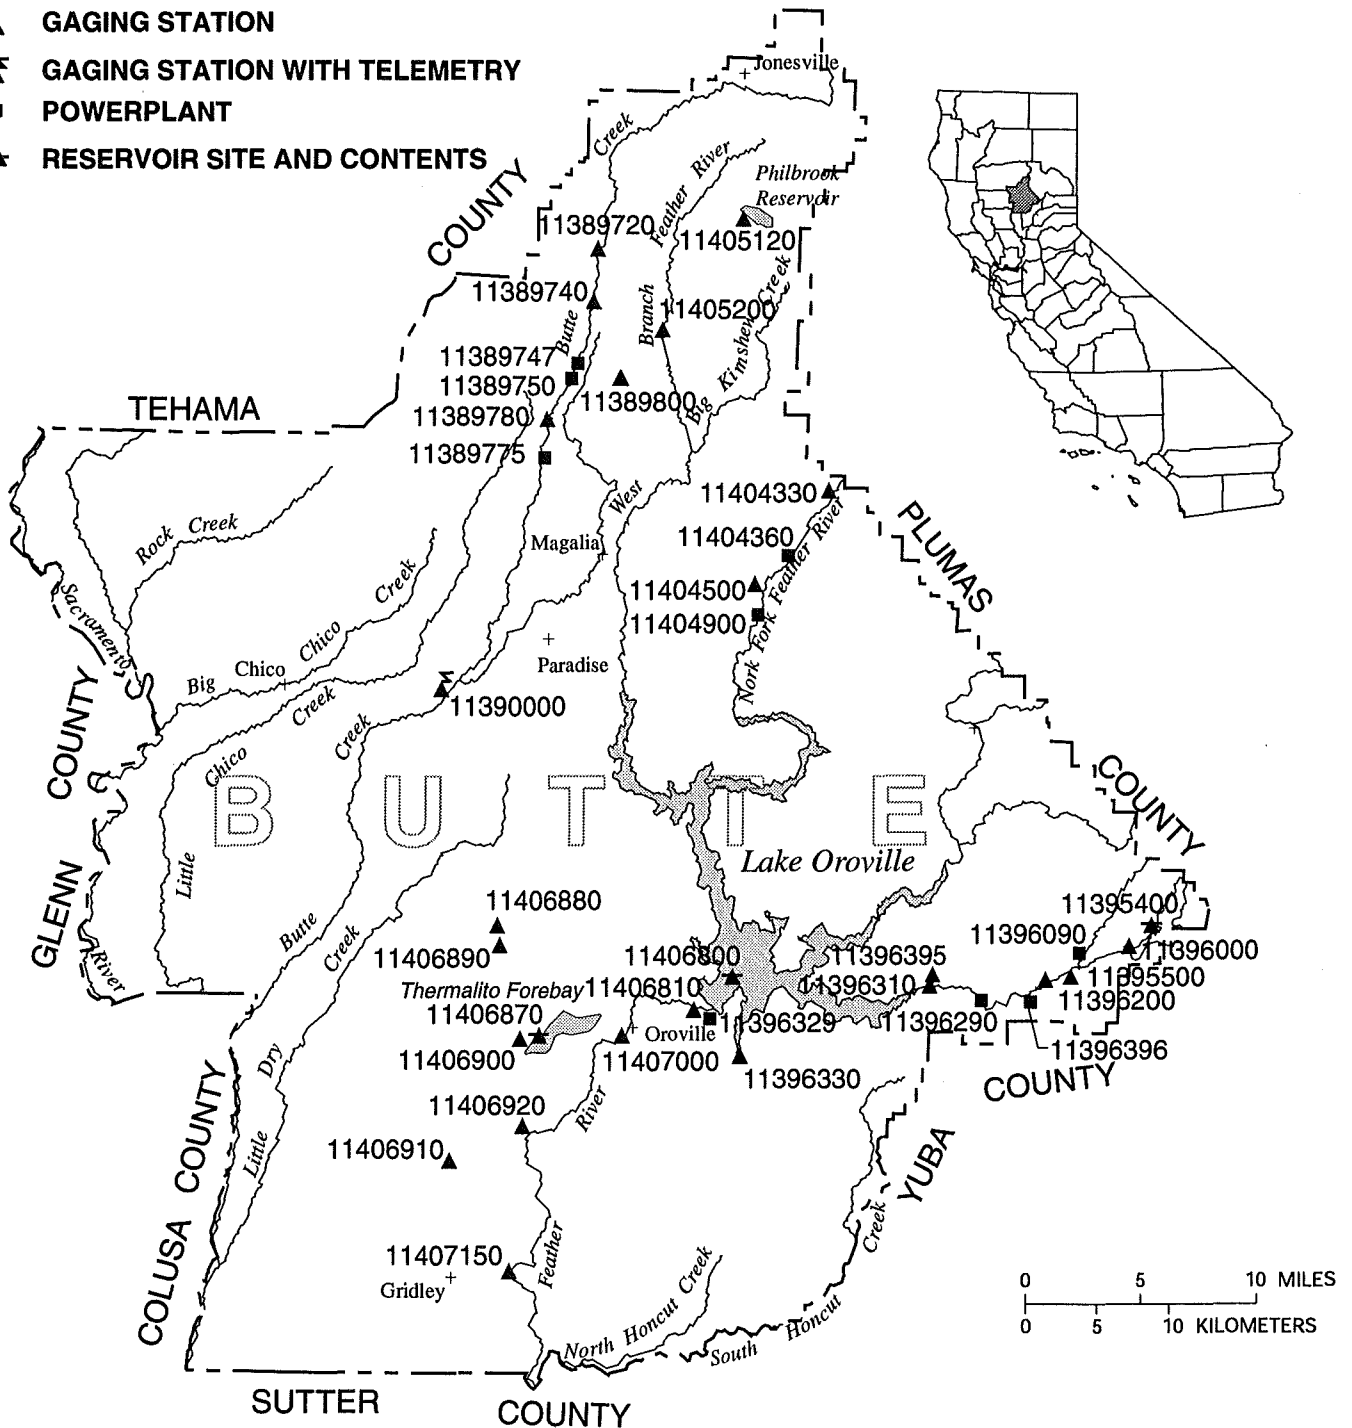 GAGING STATION
GAGING STATION WITH TELEMETRY
POWERPLANT
RESERVOIR SITE AND CONTENTS
Jonesville
Creek
Feather River
Philbrook
Reservoir
COUNTY
11389720
11405120
11389740
Butte
Branch
11405200
Big Kimshew Creek
11389747
11389750
11389800
TEHAMA
11389780
11389775
West
11404330
PLUMAS
Rock Creek
Magalia
11404360
Nork Fork Feather River
11404500
11404900
Sacramento
Big Chico Creek
Chico
Paradise
11390000
COUNTY
Little Chico Creek
Creek
BUTTE
COUNTY
Lake Oroville
GLENN
River
Butte Creek
11406880
11406890
11395400
11396090
11396000
11406800
11396395
11395500
Thermalito Forebay
11406810
11396310
11396200
11406870
Oroville
11396329
11396290
11406900
11407000
11396330
11396396
COUNTY
YUBA
Little Dry
COUNTY
11406920
River
11406910
COLUSA
11407150
Gridley
Feather
North Honcut Creek
South Honcut Creek
0 5 10 MILES
0 5 10 KILOMETERS
SUTTER
COUNTY